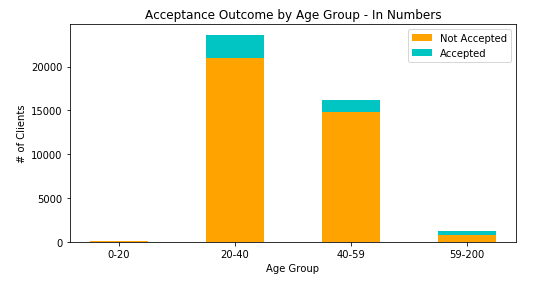 Acceptance Outcome by Age Group - In Numbers
Not Accepted
Accepted
# of Clients
20000
15000
10000
5000
0
0-20
20-40
40-59
59-200
Age Group